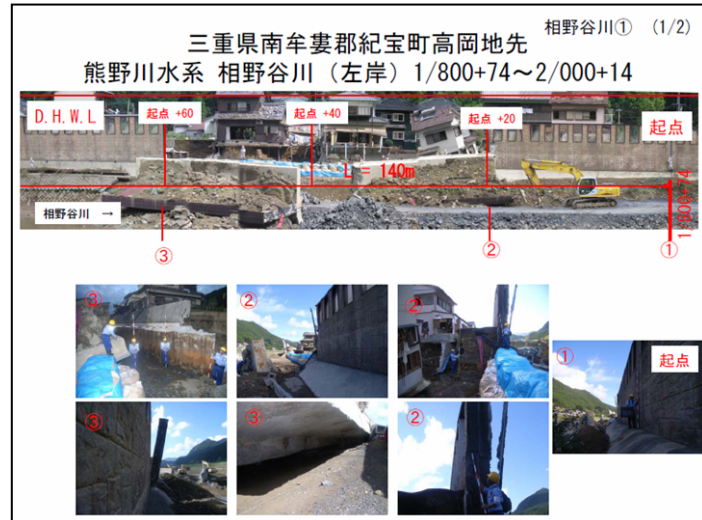 相野谷川① (1/2)
三重県南牟婁郡紀宝町高岡地先
熊野川水系 相野谷川（左岸）1/800+74～2/000+14
D.H.W.L
起点 +60
起点 +40
起点 +20
起点
L = 140m
1/800+74
相野谷川 →
③
②
①
③
②
②
①
起点
③
③
②